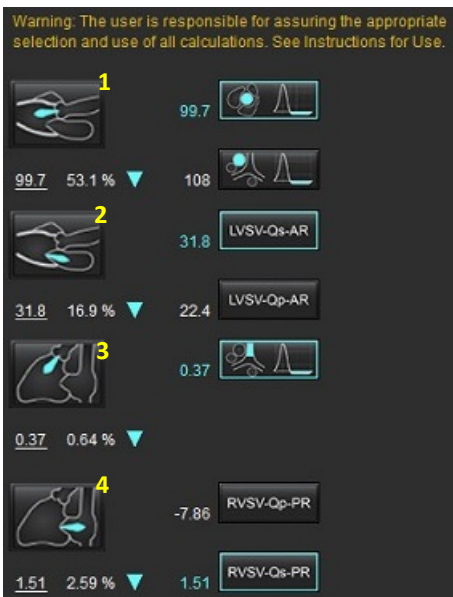 Warning: The user is responsible for assuring the appropriate
selection and use of all calculations. See Instructions for Use.
1
99.7
99.7 53.1 % 108
2
31.8 LVSV-Qs-AR
31.8 16.9 % 22.4 LVSV-Qp-AR
3
0.37
0.37 0.64 %
4
-7.86 RVSV-Qp-PR
1.51 2.59 % 1.51 RVSV-Qs-PR